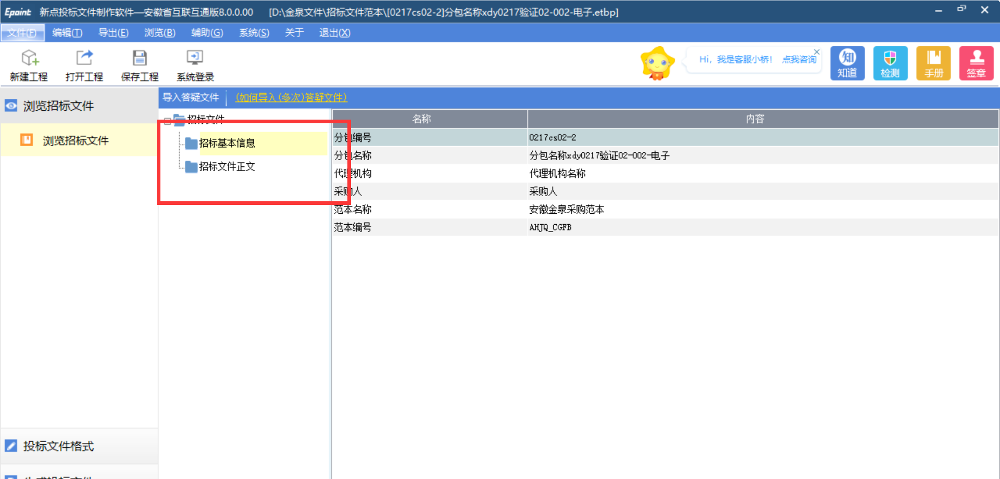 Epoint 新点投标文件制作软件—安徽省互联互通版8.0.0.00 [D:\金泉文件\招标文件范本\[0217cs02-2]分包名称xdy0217验证02-002-电子.etbp]
文件(F) 编辑(T) 导出(E) 浏览(B) 辅助(G) 系统(S) 关于 退出(X)
新建工程 打开工程 保存工程 系统登录
Hi, 我是客服小桥! 点我咨询
知
知道 检测 手册 签章
浏览招标文件
浏览招标文件
导入答疑文件 (如何导入(多次)答疑文件)
招标文件
招标基本信息
招标文件正文
名称 内容
分包编号 0217cs02-2
分包名称 分包名称xdy0217验证02-002-电子
代理机构 代理机构名称
采购人 采购人
范本名称 安徽金泉采购范本
范本编号 AHJQ_CGFB
投标文件格式
生成投标文件